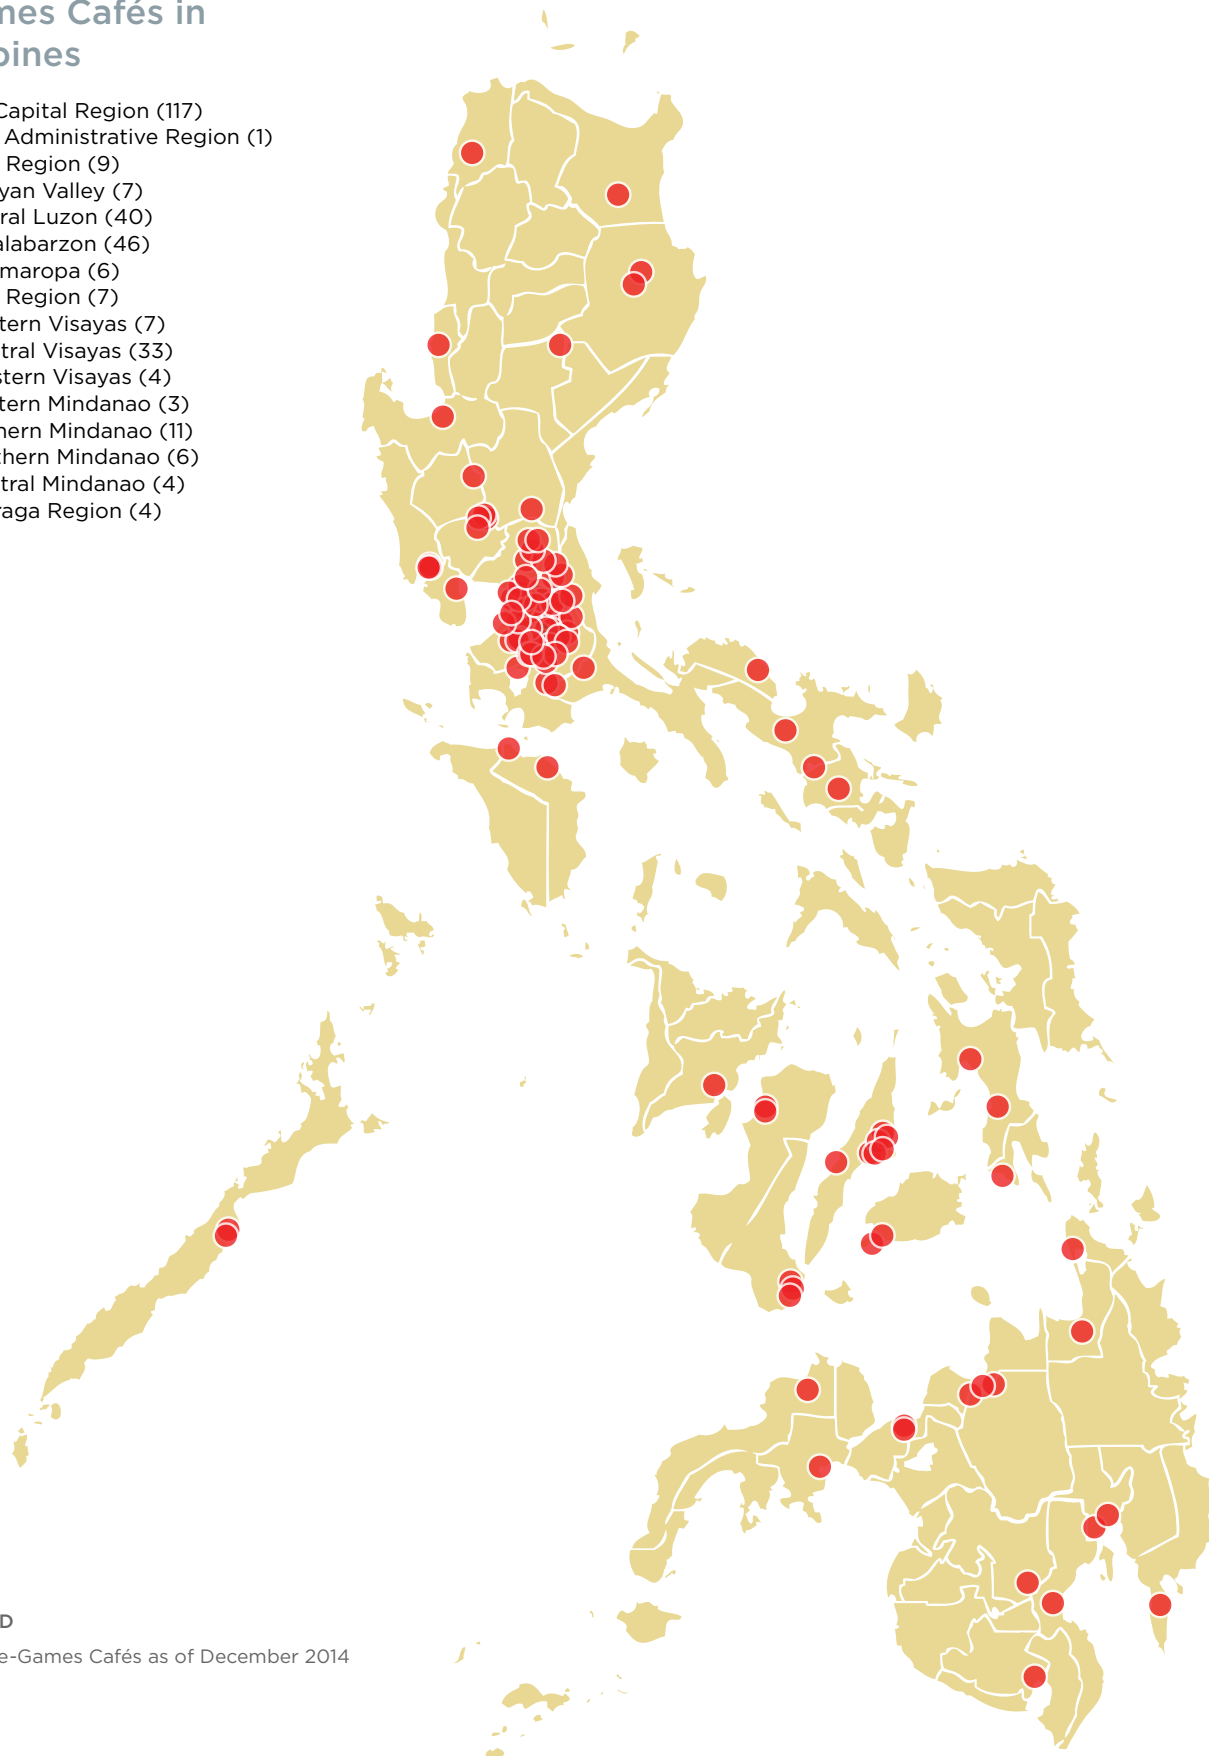 mes Cafés in
pines
Capital Region (117)
Administrative Region (1)
Region (9)
yan Valley (7)
ral Luzon (40)
alabarzon (46)
maropa (6)
Region (7)
tern Visayas (7)
tral Visayas (33)
stern Visayas (4)
tern Mindanao (3)
hern Mindanao (11)
thern Mindanao (6)
tral Mindanao (4)
raga Region (4)
D
e-Games Cafés as of December 2014